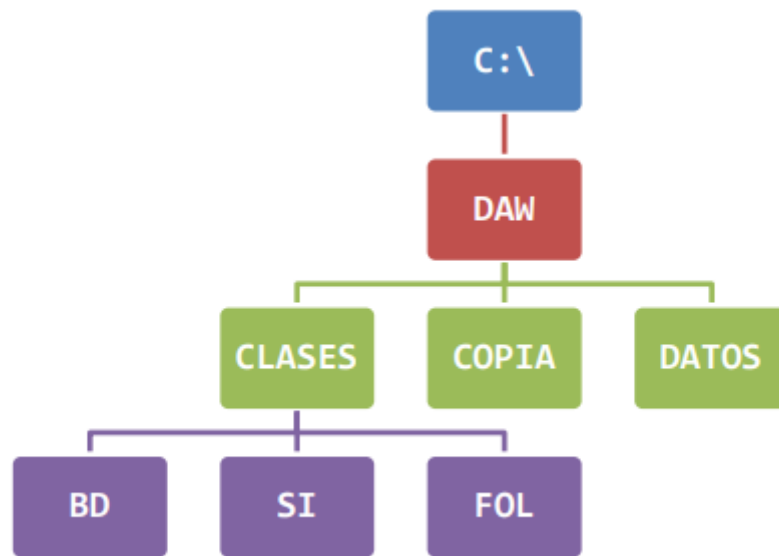 C:\
DAW
CLASES
COPIA
DATOS
BD
SI
FOL